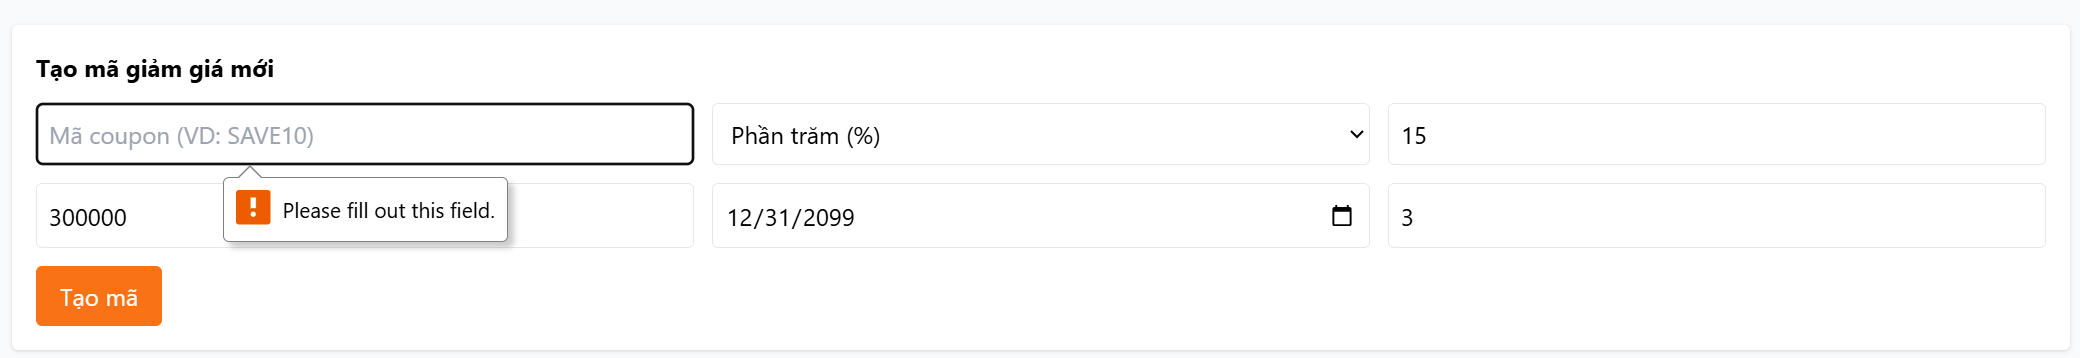 Tạo mã giảm giá mới
Mã coupon (VD: SAVE10)
Phần trăm (%)
15
Please fill out this field.
300000
12/31/2099
3
Tạo mã